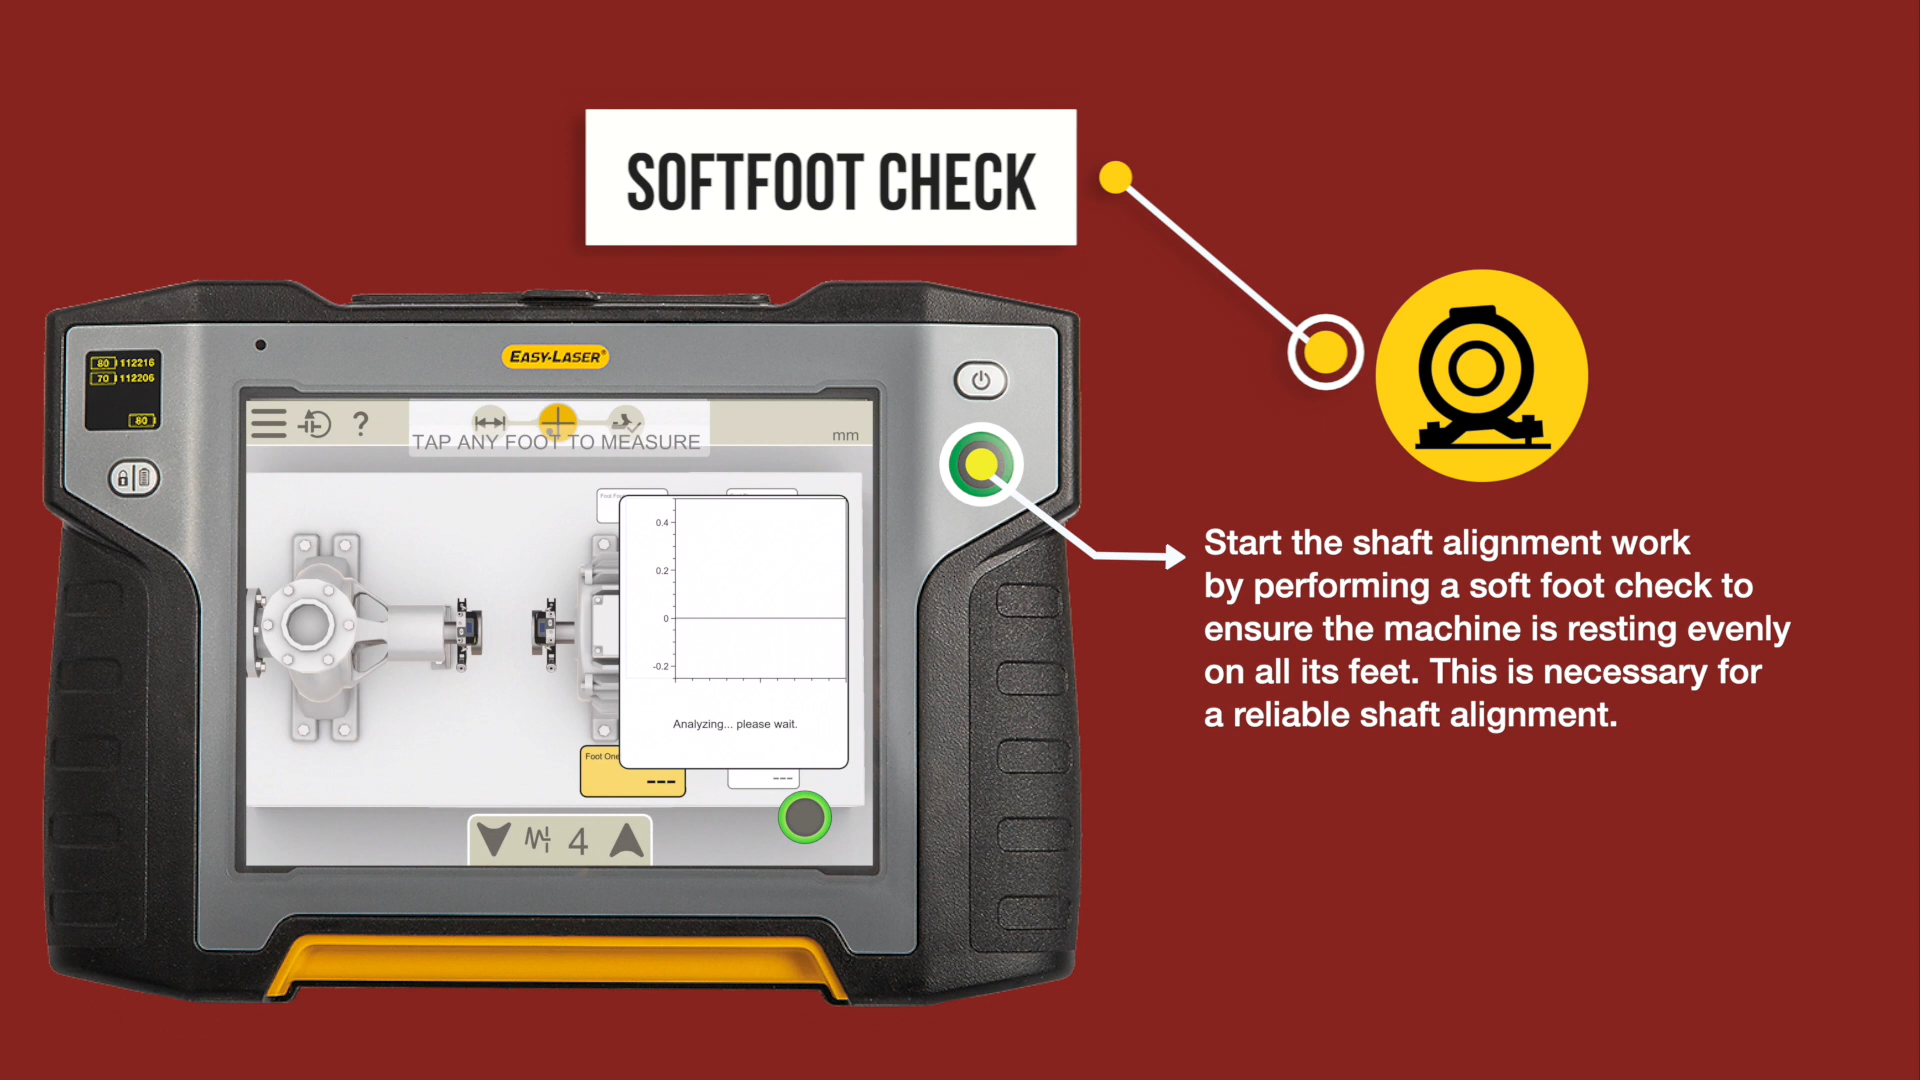 SOFTFOOT CHECK
80 112216
70 112206
80
EASY-LASER®
?
TAP ANY FOOT TO MEASURE
mm
0.4
0.2
0
-0.2
Analyzing... please wait.
Foot One
---
---
4
Start the shaft alignment work
by performing a soft foot check to
ensure the machine is resting evenly
on all its feet. This is necessary for
a reliable shaft alignment.